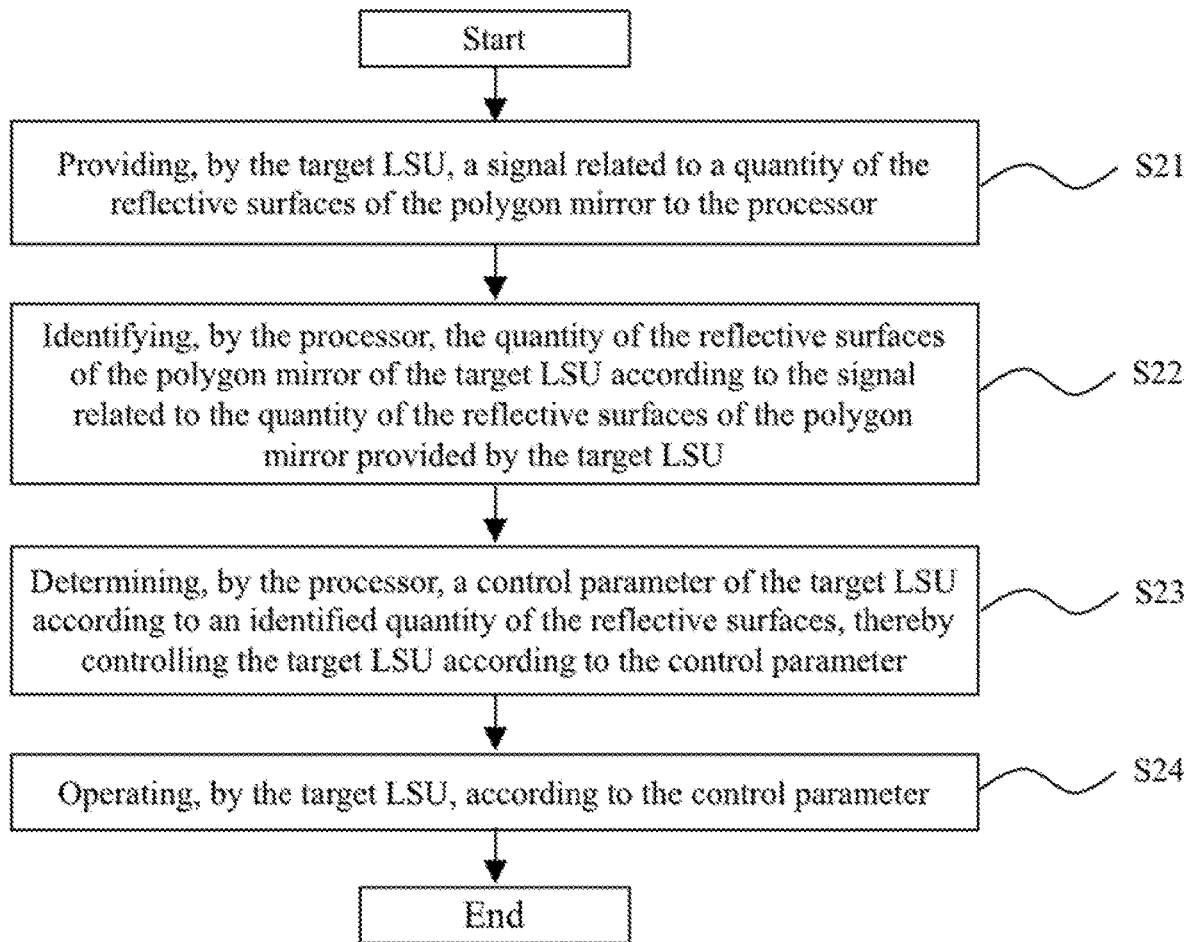 Start
Providing, by the target LSU, a signal related to a quantity of the
reflective surfaces of the polygon mirror to the processor
S21
Identifying, by the processor, the quantity of the reflective surfaces
of the polygon mirror of the target LSU according to the signal
related to the quantity of the reflective surfaces of the polygon
mirror provided by the target LSU
S22
Determining, by the processor, a control parameter of the target LSU
according to an identified quantity of the reflective surfaces, thereby
controlling the target LSU according to the control parameter
S23
Operating, by the target LSU, according to the control parameter
S24
End